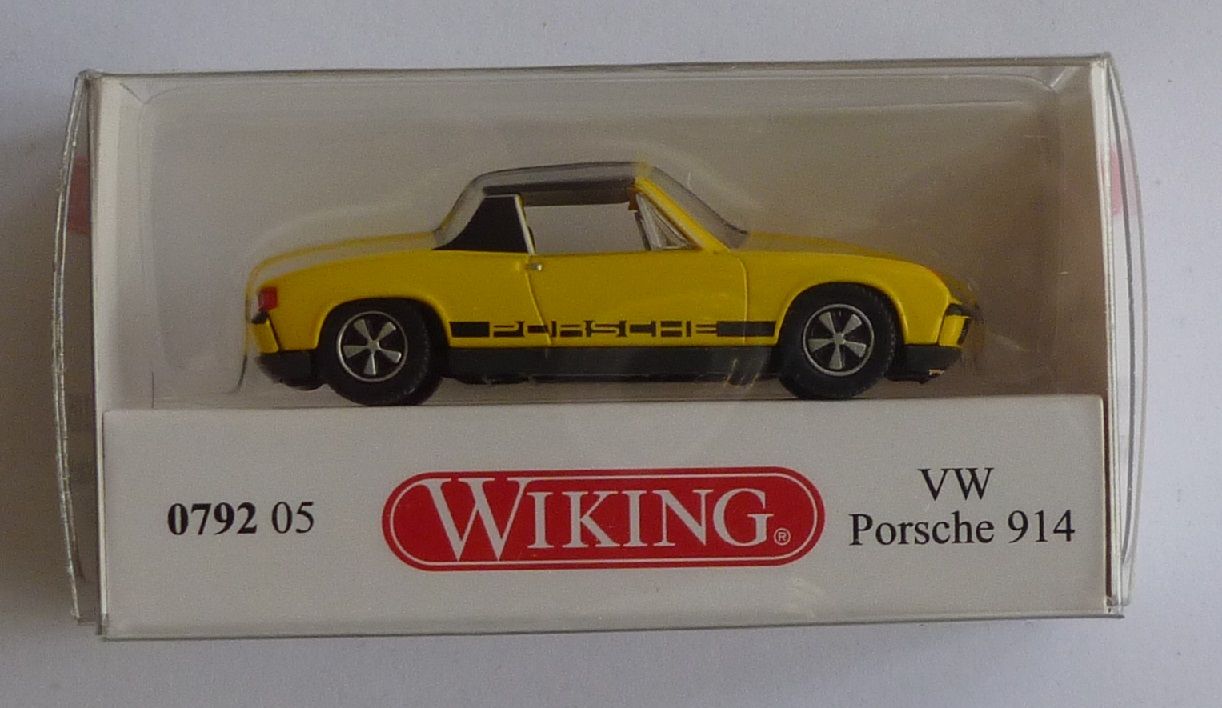 PORSCHE
0792 05
WIKING®
VW
Porsche 914